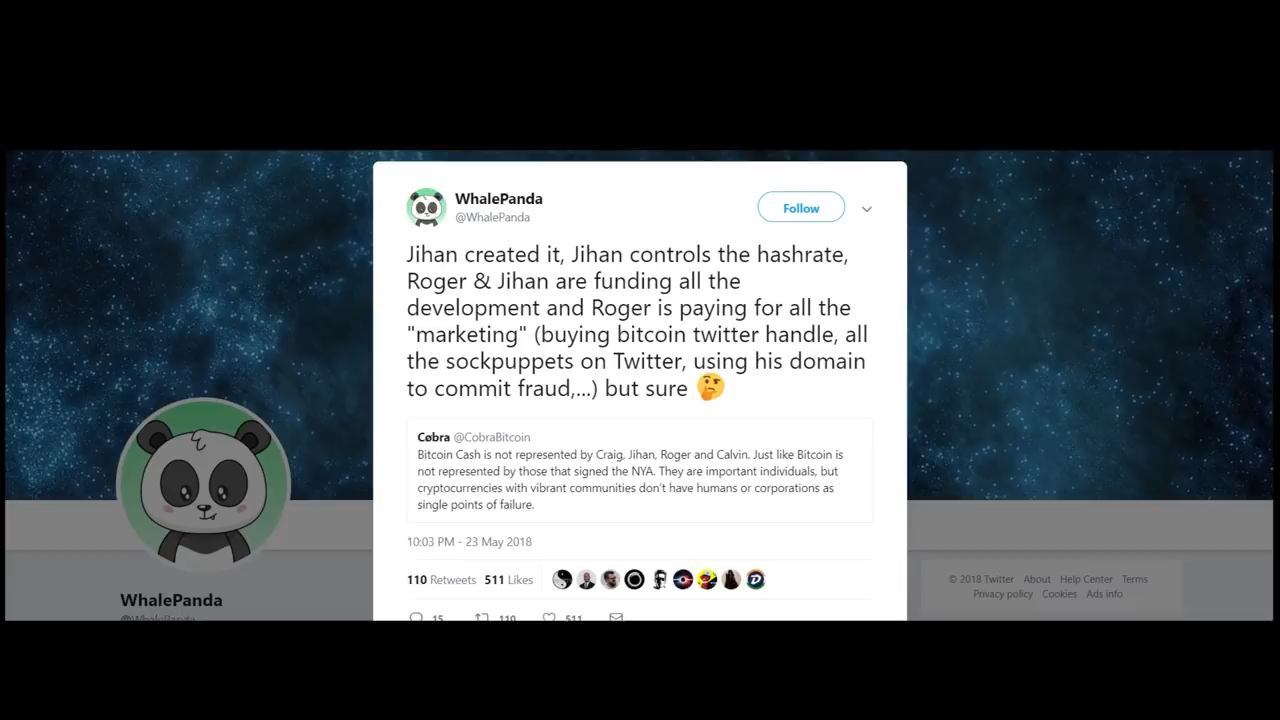 WhalePanda
@WhalePanda
Follow
Jihan created it, Jihan controls the hashrate,
Roger & Jihan are funding all the
development and Roger is paying for all the
"marketing" (buying bitcoin twitter handle, all
the sockpuppets on Twitter, using his domain
to commit fraud,...) but sure 🤔
Cøbra @CobraBitcoin
Bitcoin Cash is not represented by Craig, Jihan, Roger and Calvin. Just like Bitcoin is
not represented by those that signed the NYA. They are important individuals, but
cryptocurrencies with vibrant communities don't have humans or corporations as
single points of failure.
10:03 PM - 23 May 2018
110 Retweets 511 Likes
15 110 511
WhalePanda
@WhalePanda
© 2018 Twitter About Help Center Terms
Privacy policy Cookies Ads info